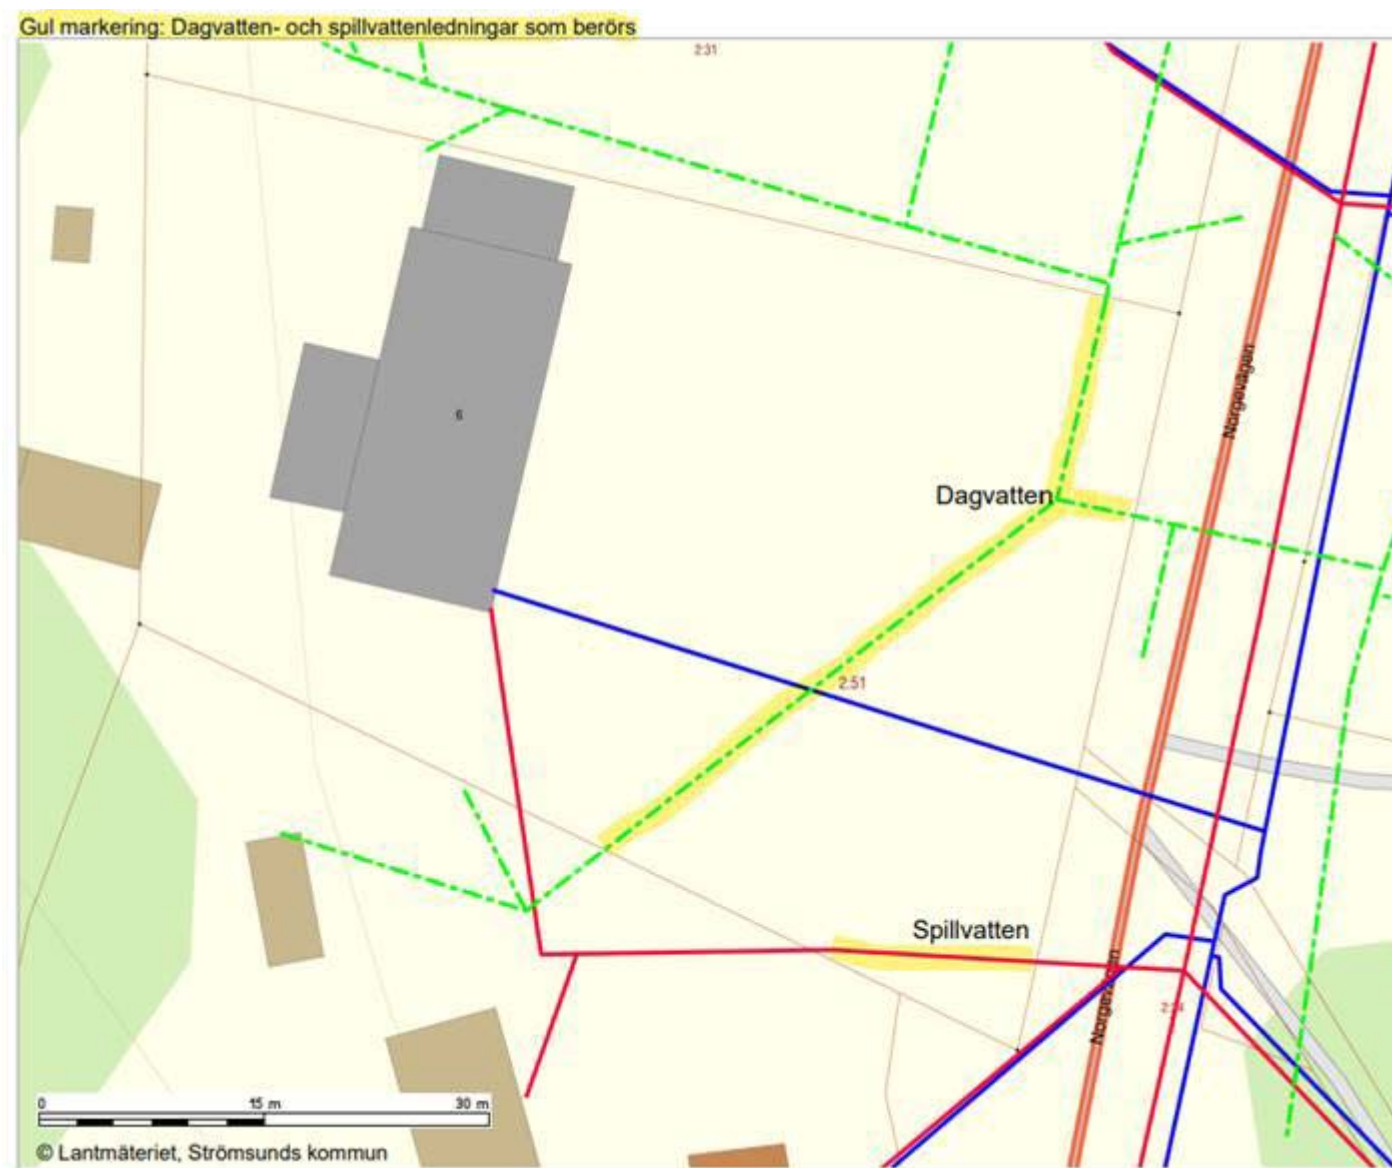 Gul markering: Dagvatten- och spillvattenledningar som berörs
2:31
Norgevägen
6
Dagvatten
2:51
Spillvatten
Norgevägen
0 15 m 30 m
© Lantmäteriet, Strömsunds kommun